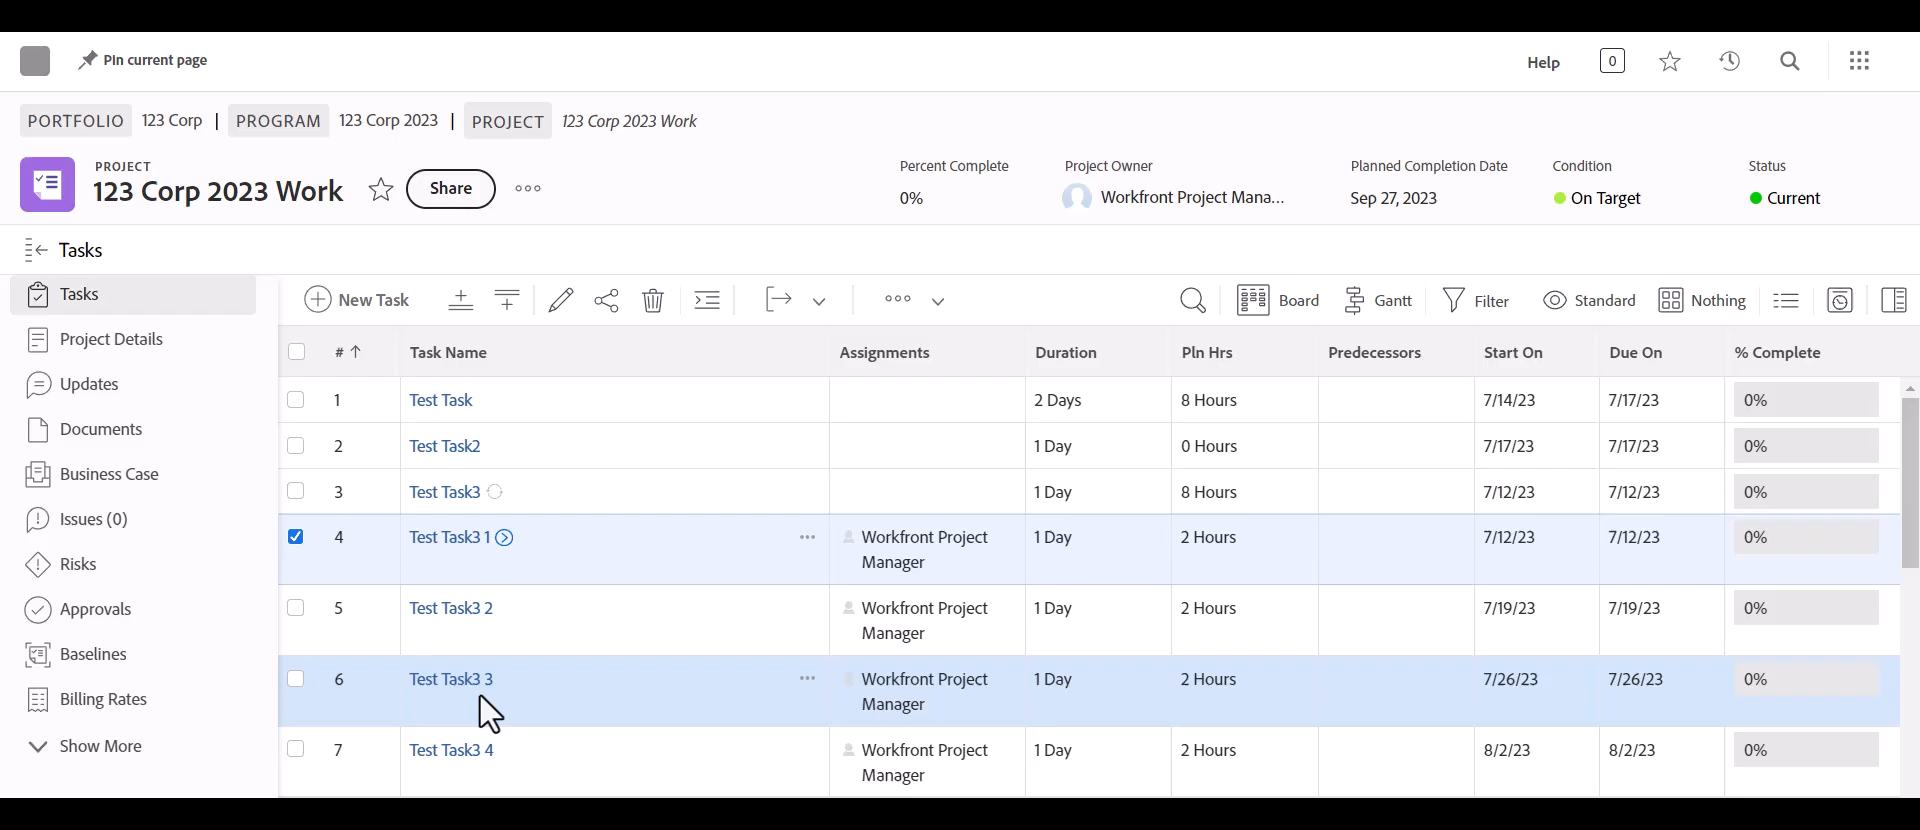 Pin current page
Help 0
PORTFOLIO 123 Corp | PROGRAM 123 Corp 2023 | PROJECT 123 Corp 2023 Work
PROJECT
123 Corp 2023 Work Share
Percent Complete Project Owner Planned Completion Date Condition Status
0% Workfront Project Mana... Sep 27, 2023 On Target Current
Tasks
Tasks
Project Details
Updates
Documents
Business Case
Issues (0)
Risks
Approvals
Baselines
Billing Rates
Show More
New Task Board Gantt Filter Standard Nothing
# Task Name Assignments Duration Pln Hrs Predecessors Start On Due On % Complete
1 Test Task 2 Days 8 Hours 7/14/23 7/17/23 0%
2 Test Task2 1 Day 0 Hours 7/17/23 7/17/23 0%
3 Test Task3 1 Day 8 Hours 7/12/23 7/12/23 0%
4 Test Task3 1 Workfront Project 1 Day 2 Hours 7/12/23 7/12/23 0%
Manager
5 Test Task3 2 Workfront Project 1 Day 2 Hours 7/19/23 7/19/23 0%
Manager
6 Test Task3 3 Workfront Project 1 Day 2 Hours 7/26/23 7/26/23 0%
Manager
7 Test Task3 4 Workfront Project 1 Day 2 Hours 8/2/23 8/2/23 0%
Manager